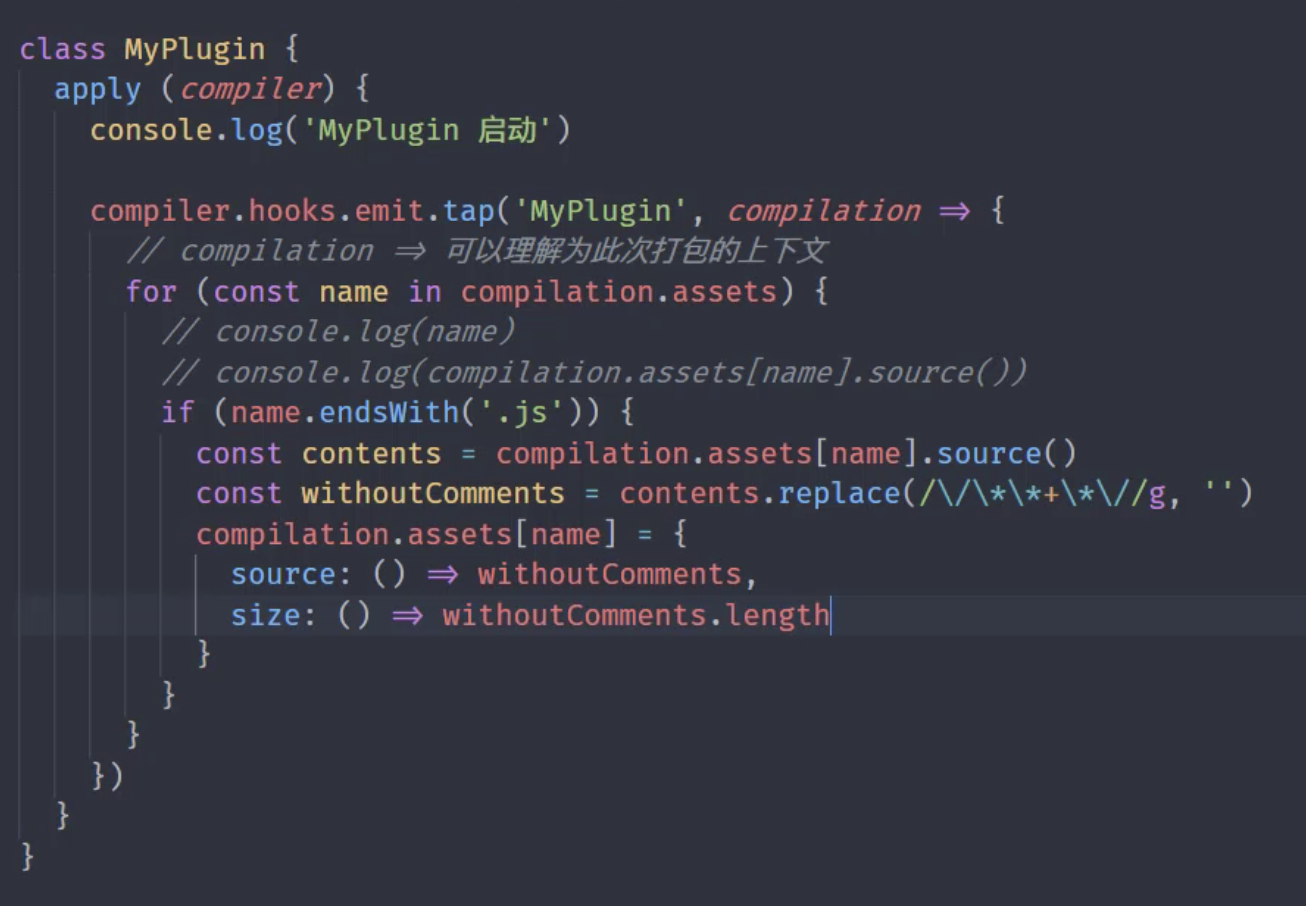 class MyPlugin {
  apply (compiler) {
    console.log('MyPlugin 启动')

    compiler.hooks.emit.tap('MyPlugin', compilation => {
      // compilation => 可以理解为此次打包的上下文
      for (const name in compilation.assets) {
        // console.log(name)
        // console.log(compilation.assets[name].source())
        if (name.endsWith('.js')) {
          const contents = compilation.assets[name].source()
          const withoutComments = contents.replace(/\/\*\*+\*\//g, '')
          compilation.assets[name] = {
            source: () => withoutComments,
            size: () => withoutComments.length
          }
        }
      }
    })
  }
}